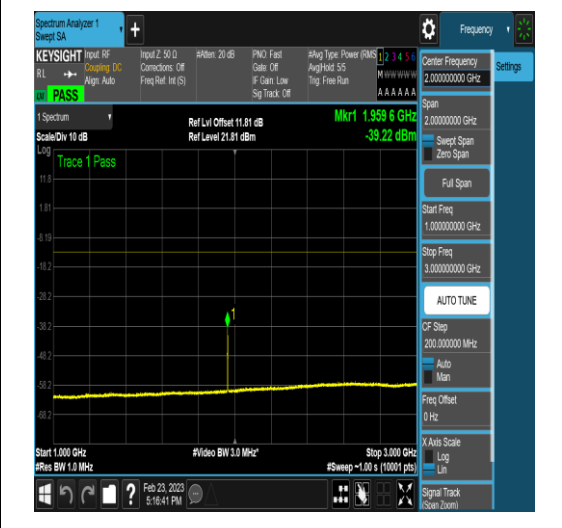 Spectrum Analyzer 1
Swept SA
+
Frequency
KEYSIGHT
RL
PASS
Input: RF
Coupling: DC
Align: Auto
Input Z: 50 Ω
Corrections: Off
Freq Ref: Int (S)
#Atten: 20 dB
PNO: Fast
Gate: Off
IF Gain: Low
Sig Track: Off
#Avg Type: Power (RMS
Avg|Hold: 5/5
Trig: Free Run
1 2 3 4 5 6
M W W W W W
A A A A A A
1 Spectrum
Scale/Div 10 dB
Ref Lvl Offset 11.81 dB
Ref Level 21.81 dBm
Mkr1 1.959 6 GHz
-39.22 dBm
Log
Trace 1 Pass
11.8
1.81
-8.19
-18.2
-28.2
-38.2
-48.2
-58.2
-68.2
1
Start 1.000 GHz
#Res BW 1.0 MHz
#Video BW 3.0 MHz*
Stop 3.000 GHz
#Sweep ~1.00 s (10001 pts)
Center Frequency
2.000000000 GHz
Settings
Span
2.00000000 GHz
Swept Span
Zero Span
Full Span
Start Freq
1.000000000 GHz
Stop Freq
3.000000000 GHz
AUTO TUNE
CF Step
200.000000 MHz
Auto
Man
Freq Offset
0 Hz
X Axis Scale
Log
Lin
Signal Track
(Span Zoom)
?
Feb 23, 2023
5:16:41 PM